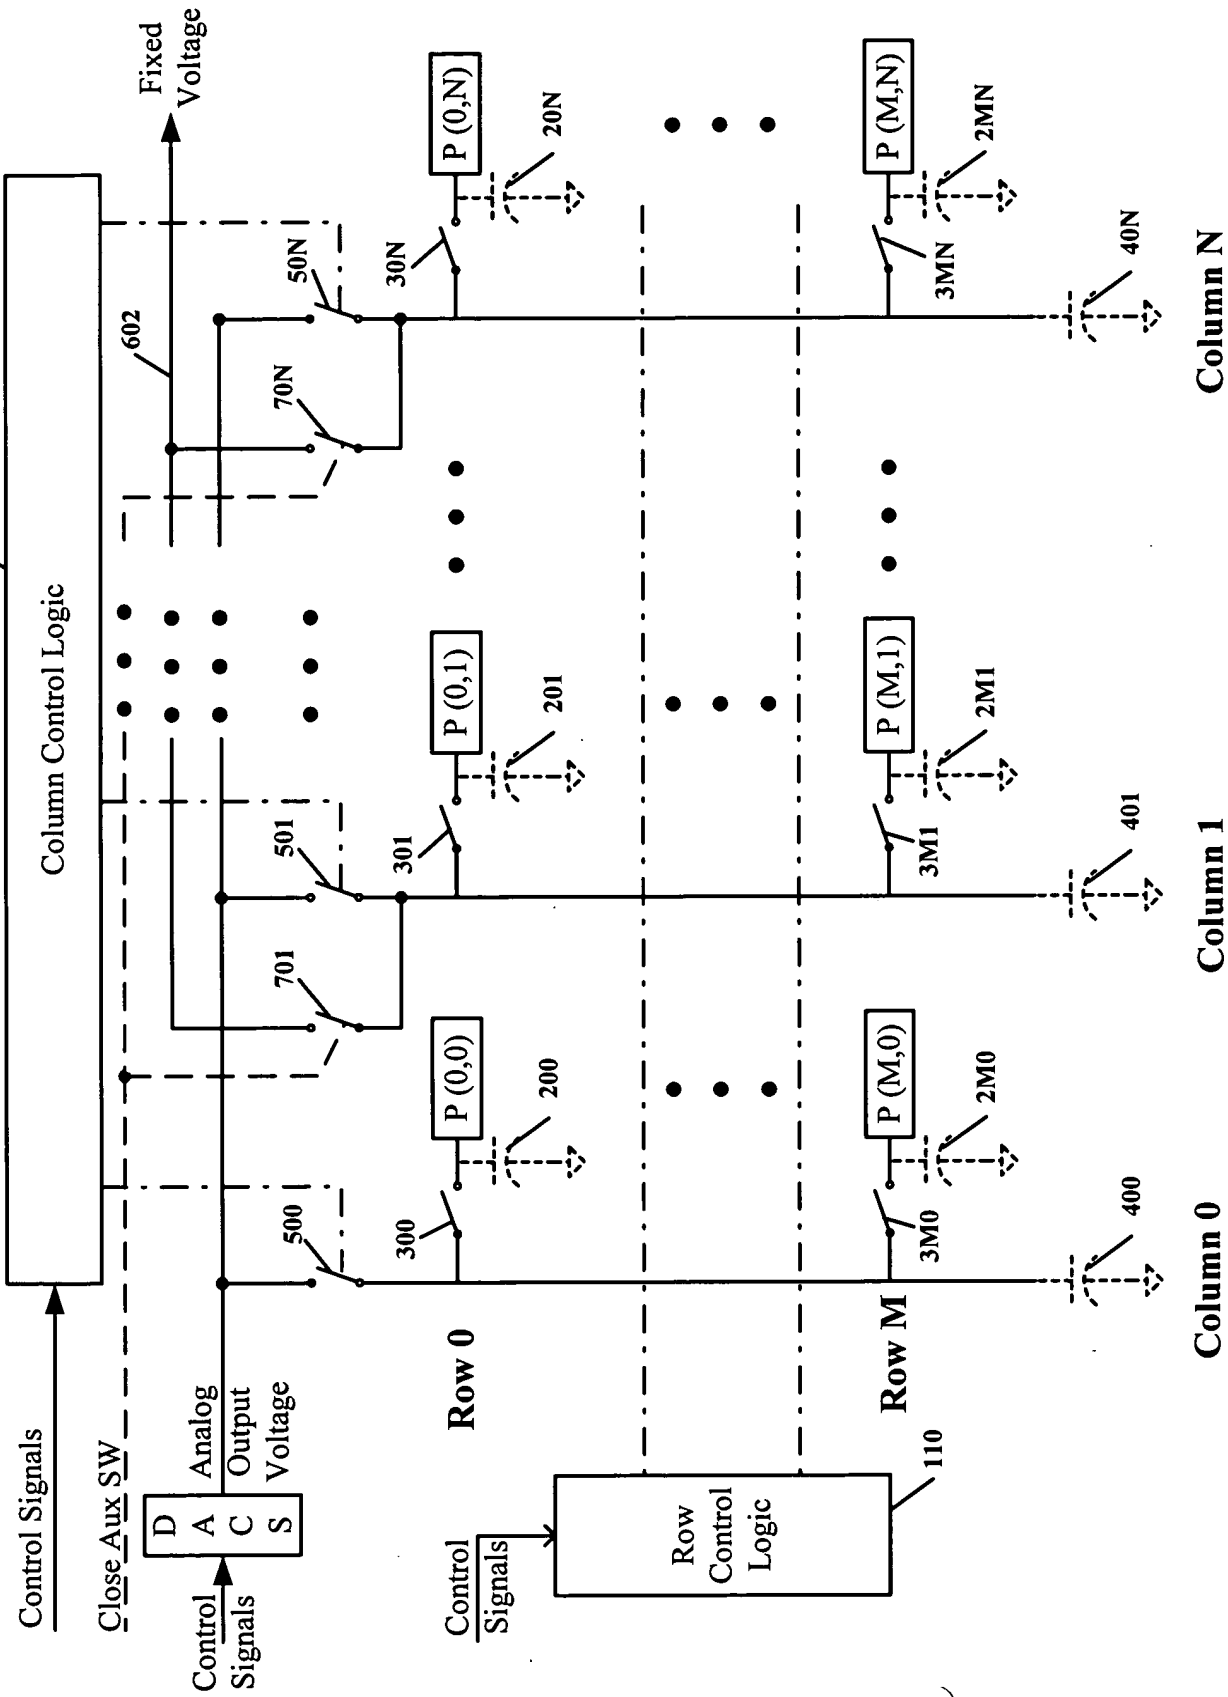 Control Signals
Column Control Logic
Close Aux SW
D
A
C
S
Control
Signals
Analog
Output
Voltage
Fixed
Voltage
602
500
701
501
70N
50N
Row 0
300
P (0,0)
200
301
P (0,1)
201
30N
P (0,N)
20N
Control
Signals
Row
Control
Logic
110
Row M
3M0
P (M,0)
2M0
3M1
P (M,1)
2M1
3MN
P (M,N)
2MN
400
401
40N
Column 0
Column 1
Column N